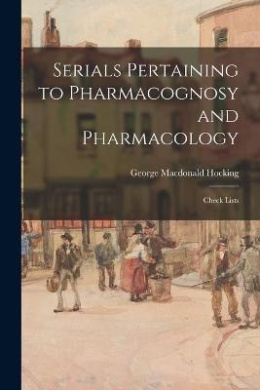 Serials Pertaining
to Pharmacognosy
and
Pharmacology
George Macdonald Hocking
Check Lists